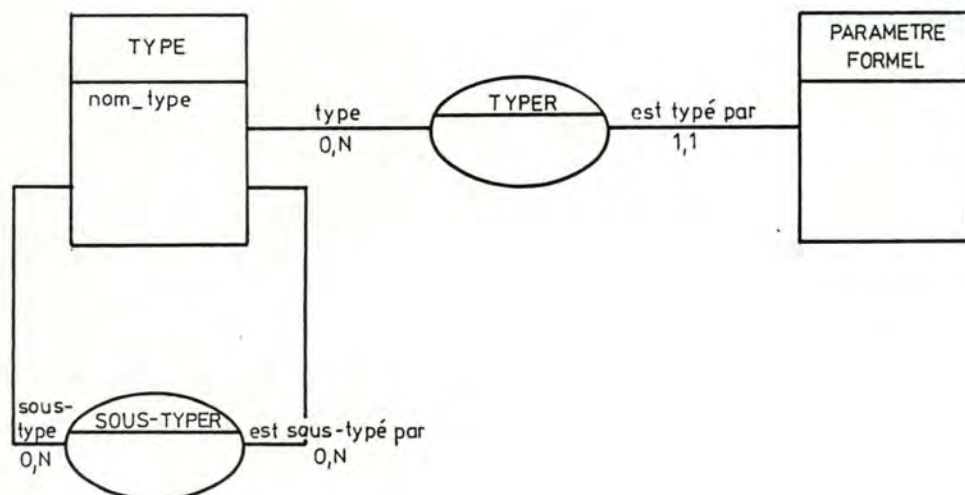 TYPE
nom_type
type
0,N
TYPER
est typé par
1,1
PARAMETRE
FORMEL
sous-
type
0,N
SOUS-TYPER
est sous-typé par
0,N